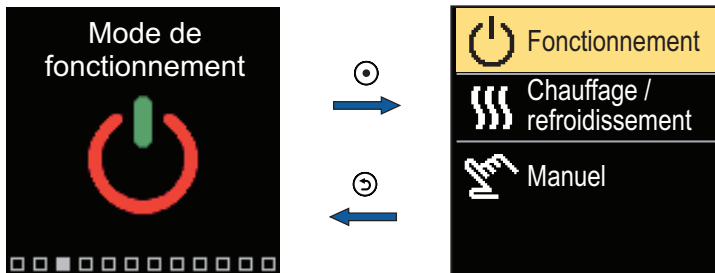 Mode de
fonctionnement
Fonctionnement
Chauffage /
refroidissement
Manuel